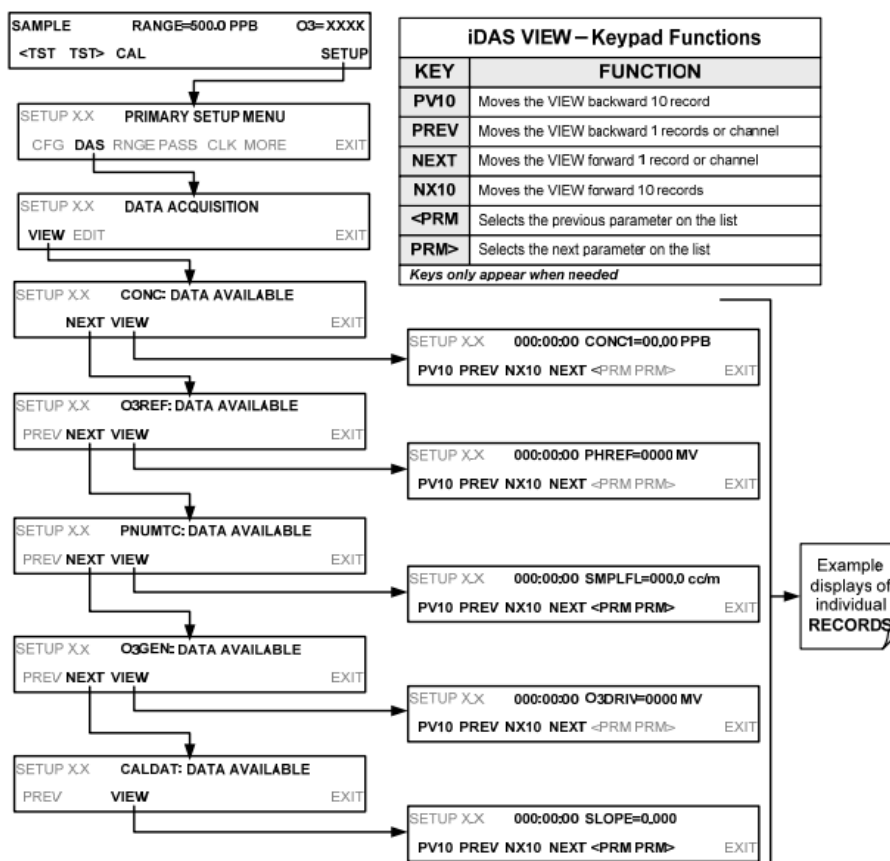 SAMPLE RANGE=500.0 PPB O3=XXXX
<TST TST> CAL SETUP
SETUP X.X PRIMARY SETUP MENU
CFG DAS RNGE PASS CLK MORE EXIT
SETUP X.X DATA ACQUISITION
VIEW EDIT EXIT
iDAS VIEW – Keypad Functions
KEY FUNCTION
PV10 Moves the VIEW backward 10 record
PREV Moves the VIEW backward 1 records or channel
NEXT Moves the VIEW forward 1 record or channel
NX10 Moves the VIEW forward 10 records
<PRM Selects the previous parameter on the list
PRM> Selects the next parameter on the list
Keys only appear when needed
SETUP X.X CONC: DATA AVAILABLE
NEXT VIEW EXIT
SETUP X.X 000:00:00 CONC1=00.00 PPB
PV10 PREV NX10 NEXT <PRM PRM> EXIT
SETUP X.X O3REF: DATA AVAILABLE
PREV NEXT VIEW EXIT
SETUP X.X 000:00:00 PHREF=0000 MV
PV10 PREV NX10 NEXT <PRM PRM> EXIT
SETUP X.X PNUMTC: DATA AVAILABLE
PREV NEXT VIEW EXIT
SETUP X.X 000:00:00 SMPLFL=000.0 cc/m
PV10 PREV NX10 NEXT <PRM PRM> EXIT
Example
displays of
individual
RECORDS
SETUP X.X O3GEN: DATA AVAILABLE
PREV NEXT VIEW EXIT
SETUP X.X 000:00:00 O3DRIV=0000 MV
PV10 PREV NX10 NEXT <PRM PRM> EXIT
SETUP X.X CALDAT: DATA AVAILABLE
PREV VIEW EXIT
SETUP X.X 000:00:00 SLOPE=0.000
PV10 PREV NX10 NEXT <PRM PRM> EXIT